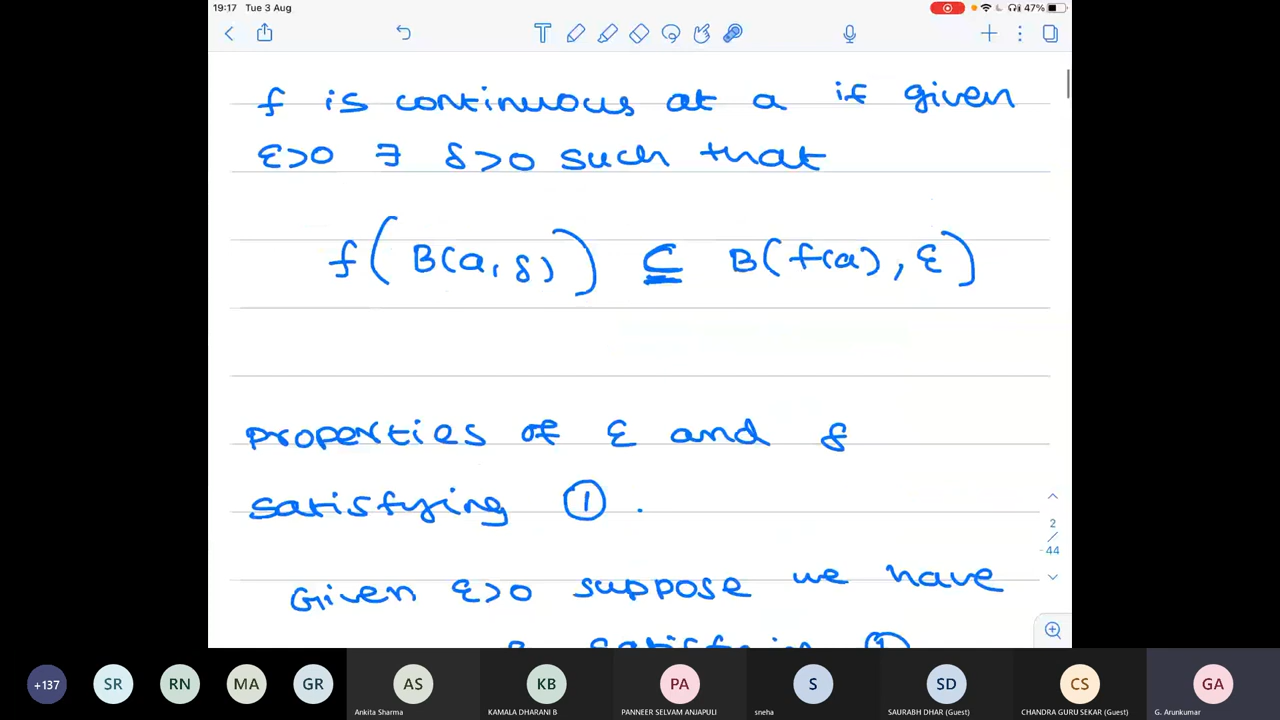 19:17 Tue 3 Aug
47%
f is continuous at a if given
ε>0 ∃ δ>0 such that
f(B(a,δ)) ⊆ B(f(a),ε)
properties of ε and δ
satisfying ①.
Given ε>0 suppose we have
2
/
44
+137
SR
RN
MA
GR
AS
Ankita Sharma
KB
KAMALA DHARANI B
PA
PANNEER SELVAM ANJAPULI
S
sneha
SD
SAURABH DHAR (Guest)
CS
CHANDRA GURU SEKAR (Guest)
GA
G. Arunkumar